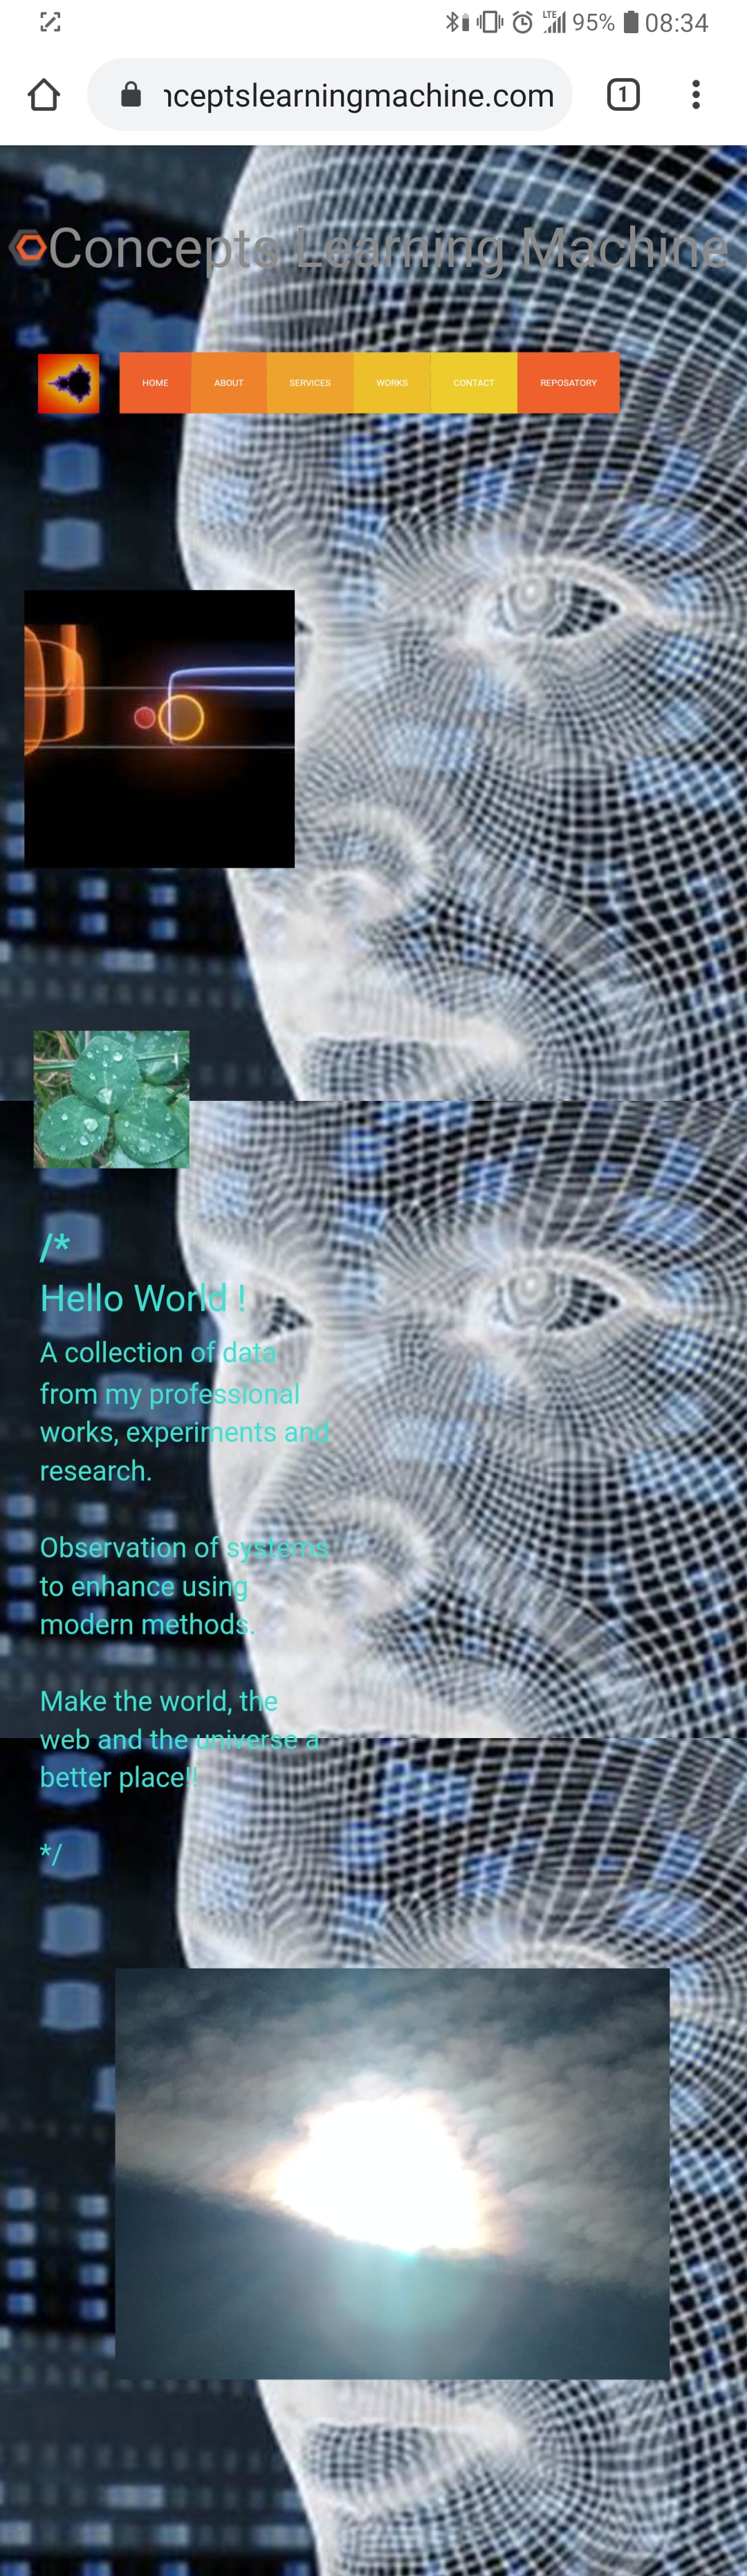 LTE 95% 08:34
nceptslearningmachine.com 1
Concepts Learning Machine
HOME ABOUT SERVICES WORKS CONTACT REPOSATORY
/*
Hello World !
A collection of data
from my professional
works, experiments and
research.
Observation of systems
to enhance using
modern methods.
Make the world, the
web and the universe a
better place!!
*/